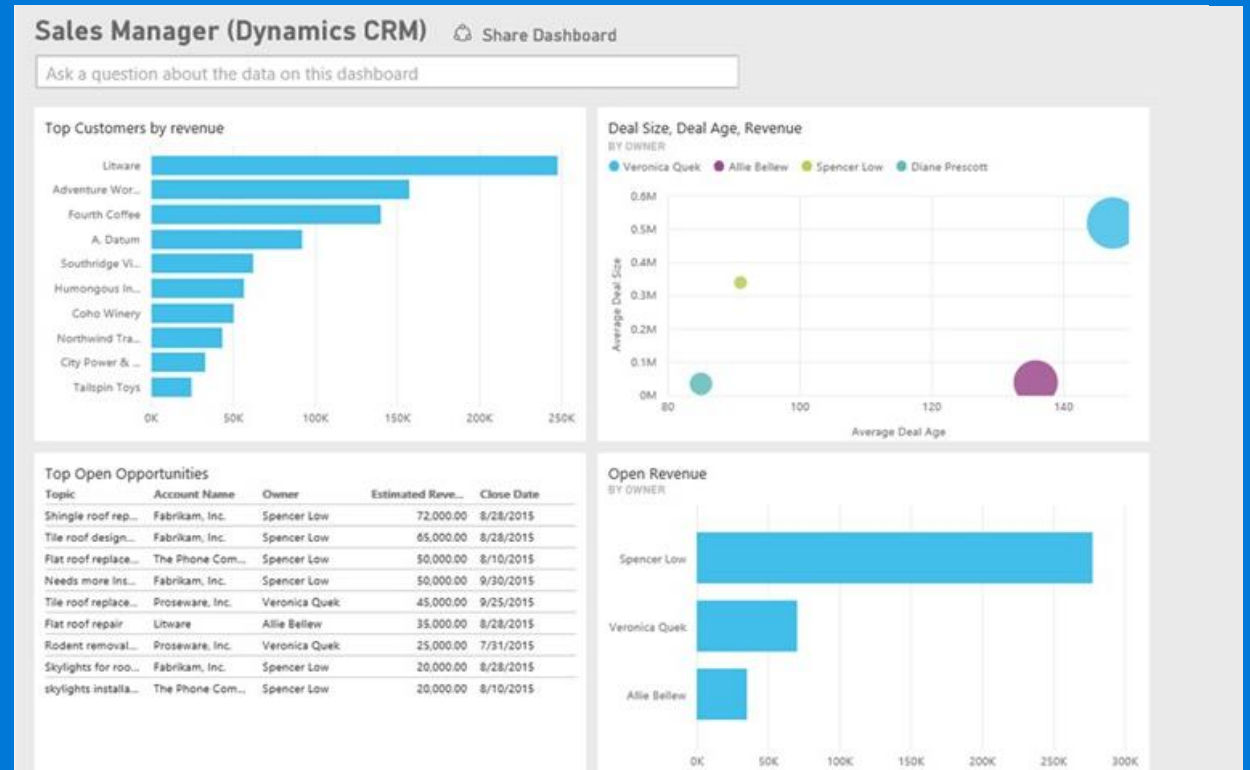 Sales Manager (Dynamics CRM) Share Dashboard
Ask a question about the data on this dashboard
Top Customers by revenue
Litware
Adventure Wor...
Fourth Coffee
A. Datum
Southridge Vi...
Humongous In...
Coho Winery
Northwind Tra...
City Power & ...
Tailspin Toys
0K 50K 100K 150K 200K 250K
Deal Size, Deal Age, Revenue
BY OWNER
Veronica Quek Allie Bellew Spencer Low Diane Prescott
0.6M
0.5M
0.4M
0.3M
0.2M
0.1M
0M
Average Deal Size
80 100 120 140
Average Deal Age
Top Open Opportunities
Topic Account Name Owner Estimated Reve... Close Date
Shingle roof rep... Fabrikam, Inc. Spencer Low 72,000.00 8/28/2015
Tile roof design... Fabrikam, Inc. Spencer Low 65,000.00 8/28/2015
Flat roof replace... The Phone Com... Spencer Low 50,000.00 8/10/2015
Needs more Ins... Fabrikam, Inc. Spencer Low 50,000.00 9/30/2015
Tile roof replace... Proseware, Inc. Veronica Quek 45,000.00 9/25/2015
Flat roof repair Litware Allie Bellew 35,000.00 8/28/2015
Rodent removal... Proseware, Inc. Veronica Quek 25,000.00 7/31/2015
Skylights for roo... Fabrikam, Inc. Spencer Low 20,000.00 8/28/2015
skylights installa... The Phone Com... Spencer Low 20,000.00 8/10/2015
Open Revenue
BY OWNER
Spencer Low
Veronica Quek
Allie Bellew
0K 50K 100K 150K 200K 250K 300K